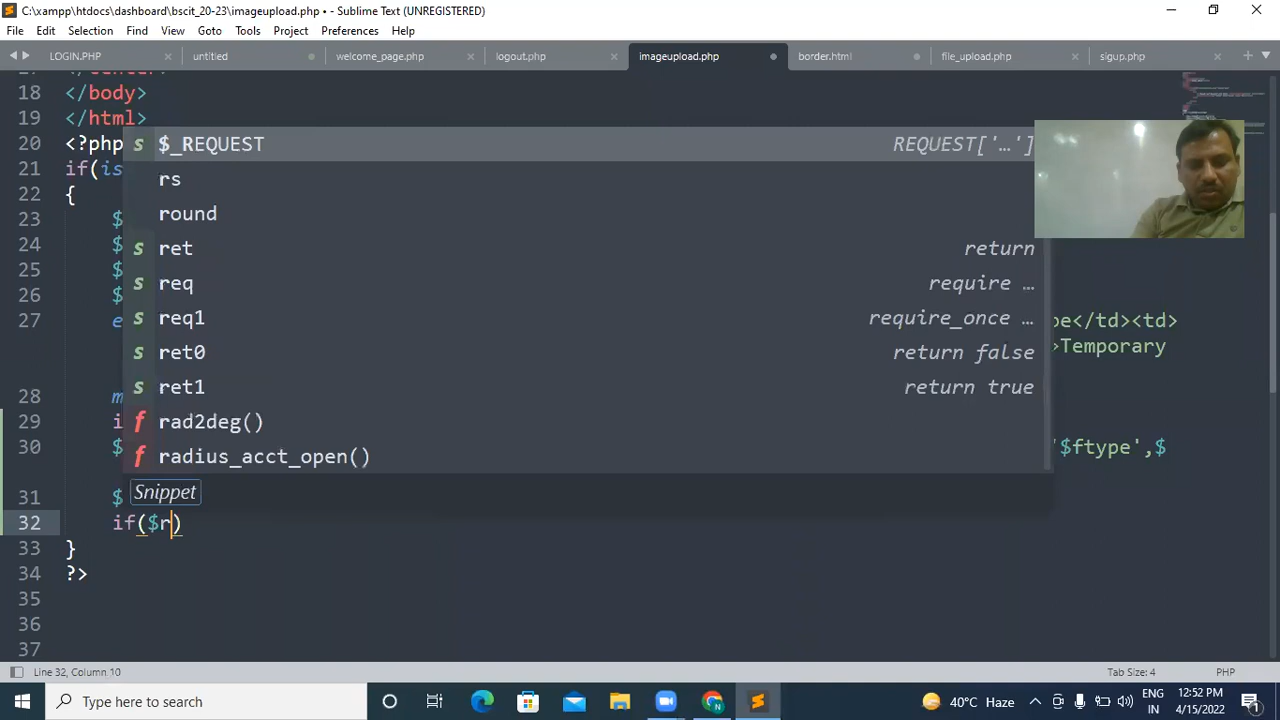 C:\xampp\htdocs\dashboard\bscit_20-23\imageupload.php • - Sublime Text (UNREGISTERED)
File Edit Selection Find View Goto Tools Project Preferences Help
LOGIN.PHP untitled welcome_page.php logout.php imageupload.php border.html file_upload.php sigup.php
18 </body>
19 </html>
20 <?php
21 if(is
22 {
23 $
24 $
25 $
26 $
27 e pe</td><td>
>Temporary
28 m
29 i
30 $ /$ftype',$
31 $
32 if($r)
33 }
34 ?>
35
36
37
s $_REQUEST REQUEST['…']
rs
round
s ret return
s req require …
s req1 require_once …
s ret0 return false
s ret1 return true
f rad2deg()
f radius_acct_open()
Snippet
Line 32, Column 10 Tab Size: 4 PHP
Type here to search 40°C Haze ENG IN 12:52 PM 4/15/2022 1